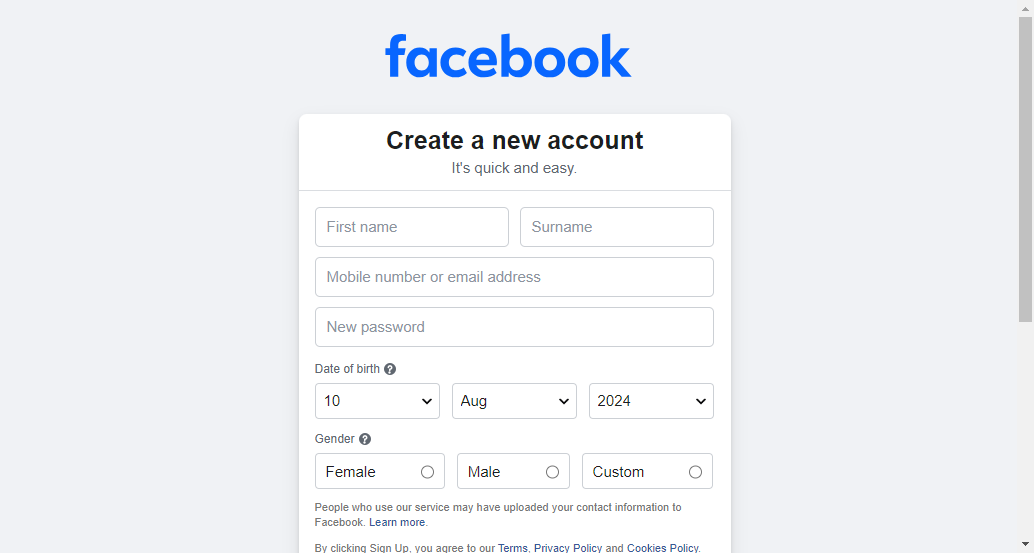 facebook
Create a new account
It's quick and easy.
First name Surname
Mobile number or email address
New password
Date of birth ?
10 Aug 2024
Gender ?
Female Male Custom
People who use our service may have uploaded your contact information to
Facebook. Learn more.
By clicking Sign Up, you agree to our Terms, Privacy Policy and Cookies Policy.